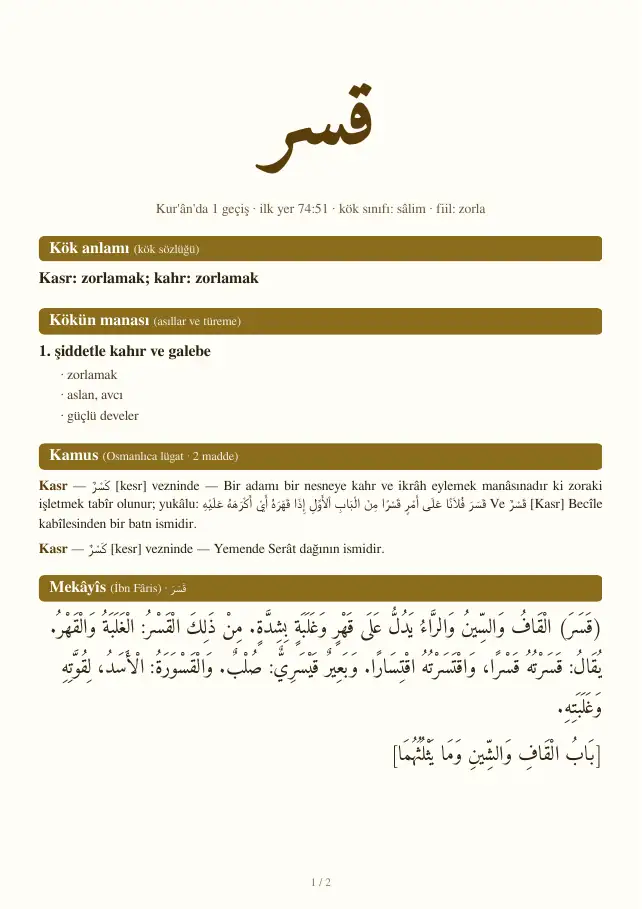 قسر
Kur'ân'da 1 geçiş · ilk yer 74:51 · kök sınıfı: sâlim · fiil: zorla
Kök anlamı (kök sözlüğü)
Kasr: zorlamak; kahr: zorlamak
Kökün manası (asıllar ve türeme)
1. şiddetle kahır ve galebe
· zorlamak
· aslan, avcı
· güçlü develer
Kamus (Osmanlıca lügat · 2 madde)
Kasr — كَسْرٌ [kesr] vezninde — Bir adamı bir nesneye kahr ve ikrâh eylemek manâsınadır ki zoraki
işletmek tabîr olunur; yukâlu: قَسَرَ فُلَانًا عَلَى أَمْرٍ قَسْرًا مِنَ الْبَابِ الْأَوَّلِ إِذَا قَهَرَهُ أَيْ أَكْرَهَهُ عَلَيْهِ Ve قَسْرٌ [Kasr] Becîle
kabîlesinden bir batn ismidir.
Kasr — كَسْرٌ [kesr] vezninde — Yemende Serât dağının ismidir.
Mekâyîs (İbn Fâris) · قَسَرَ
(قَسَرَ) الْقَافُ وَالسِّينُ وَالرَّاءُ يَدُلُّ عَلَى قَهْرٍ وَغَلَبَةٍ بِشِدَّةٍ. مِنْ ذَلِكَ الْقَسْرُ: الْغَلَبَةُ وَالْقَهْرُ.
يُقَالُ: قَسَرْتُهُ قَسْرًا، وَاقْتَسَرْتُهُ اقْتِسَارًا. وَبَعِيرٌ قَيْسَرِيٌّ: صُلْبٌ. وَالْقَسْوَرَةُ: الْأَسَدُ، لِقُوَّتِهِ
وَغَلَبَتِهِ.
[بَابُ الْقَافِ وَالشِّينِ وَمَا يَثْلُثُهُمَا]
1 / 2